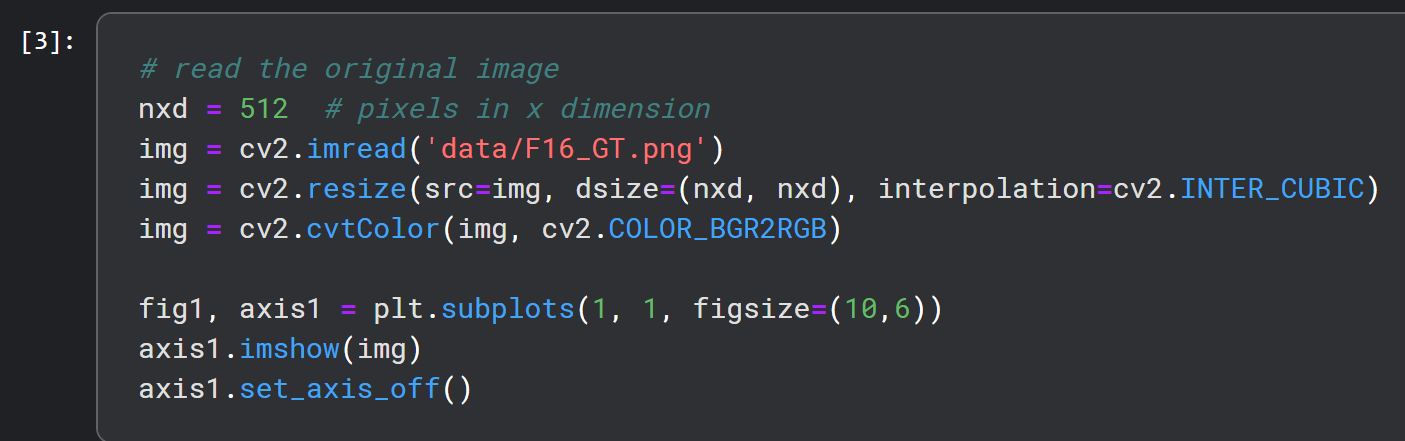 [3]:
# read the original image
nxd = 512  # pixels in x dimension
img = cv2.imread('data/F16_GT.png')
img = cv2.resize(src=img, dsize=(nxd, nxd), interpolation=cv2.INTER_CUBIC)
img = cv2.cvtColor(img, cv2.COLOR_BGR2RGB)
fig1, axis1 = plt.subplots(1, 1, figsize=(10,6))
axis1.imshow(img)
axis1.set_axis_off()